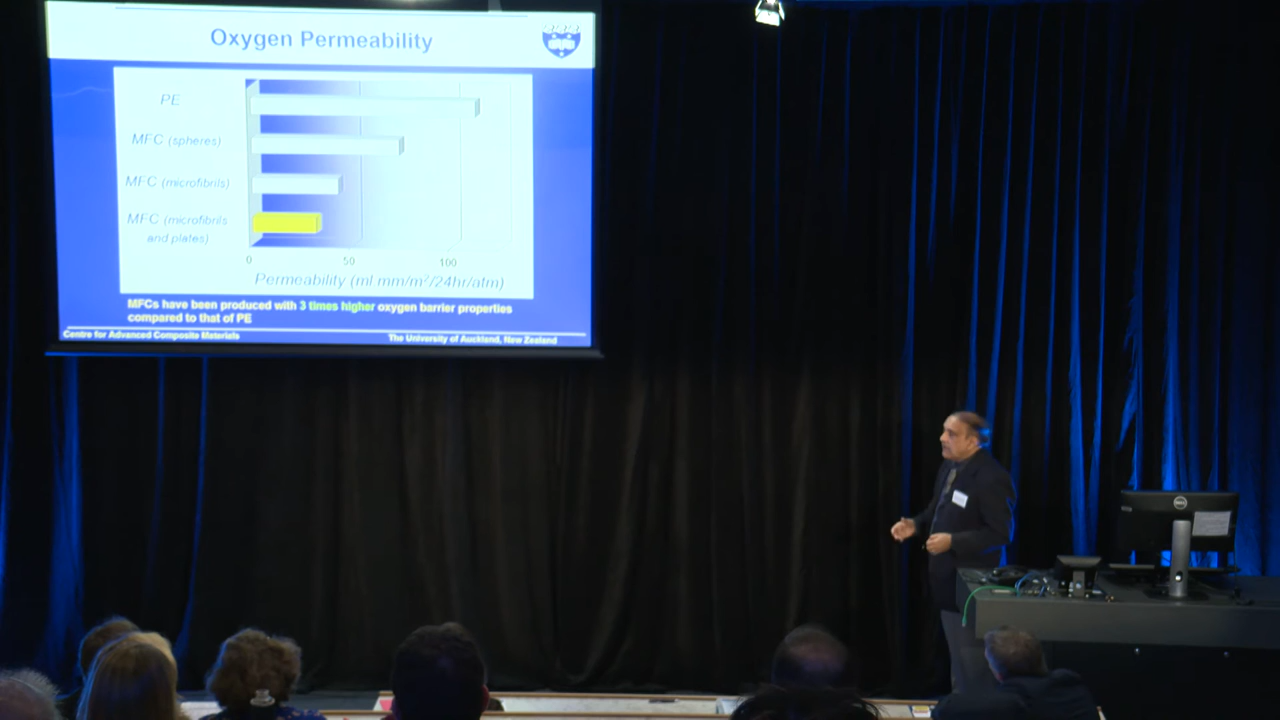 Oxygen Permeability
PE
MFC (spheres)
MFC (microfibrils)
MFC (microfibrils
and plates)
0 50 100
Permeability (ml mm/m²/24hr/atm)
MFCs have been produced with 3 times higher oxygen barrier properties
compared to that of PE
Centre for Advanced Composite Materials
The University of Auckland, New Zealand
DELL